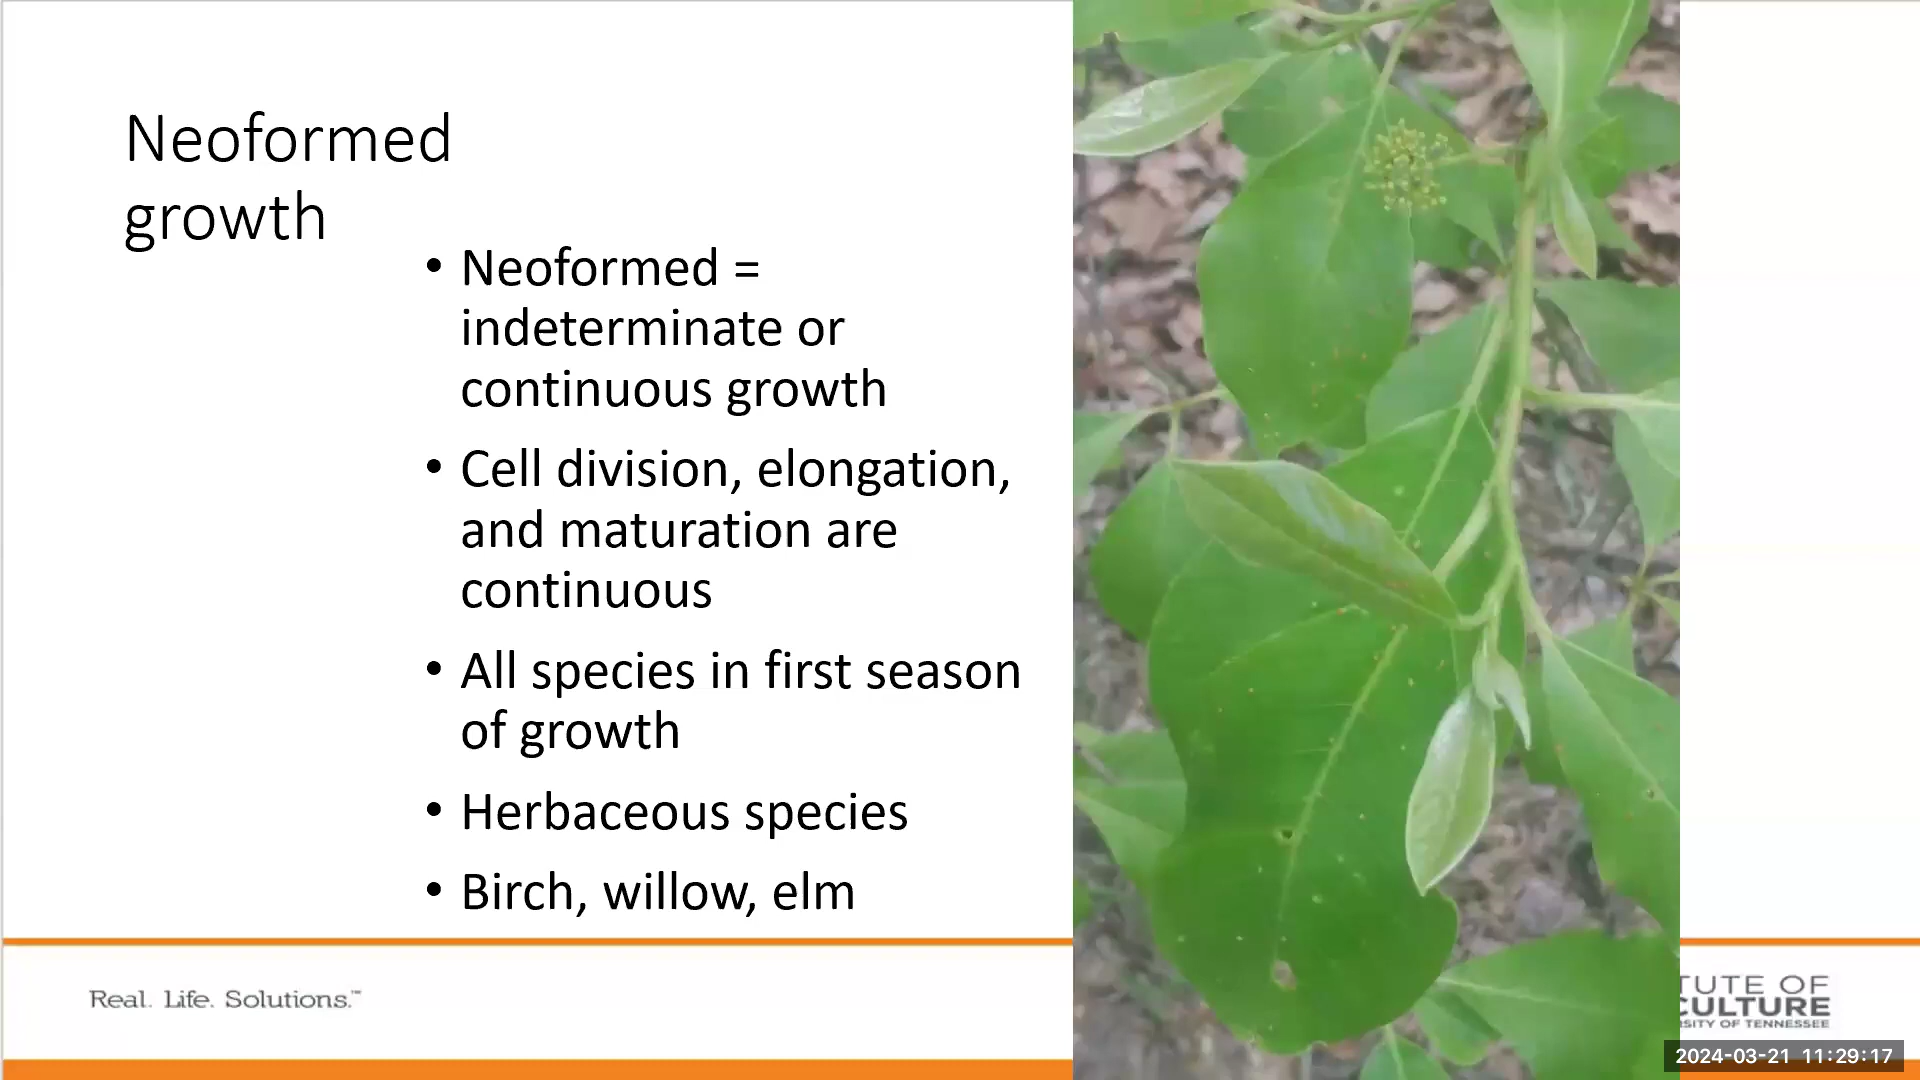 Neoformed
growth
• Neoformed =
indeterminate or
continuous growth
• Cell division, elongation,
and maturation are
continuous
• All species in first season
of growth
• Herbaceous species
• Birch, willow, elm
Real. Life. Solutions.™
TUTE OF
CULTURE
SITY OF TENNESSEE
2024-03-21 11:29:17